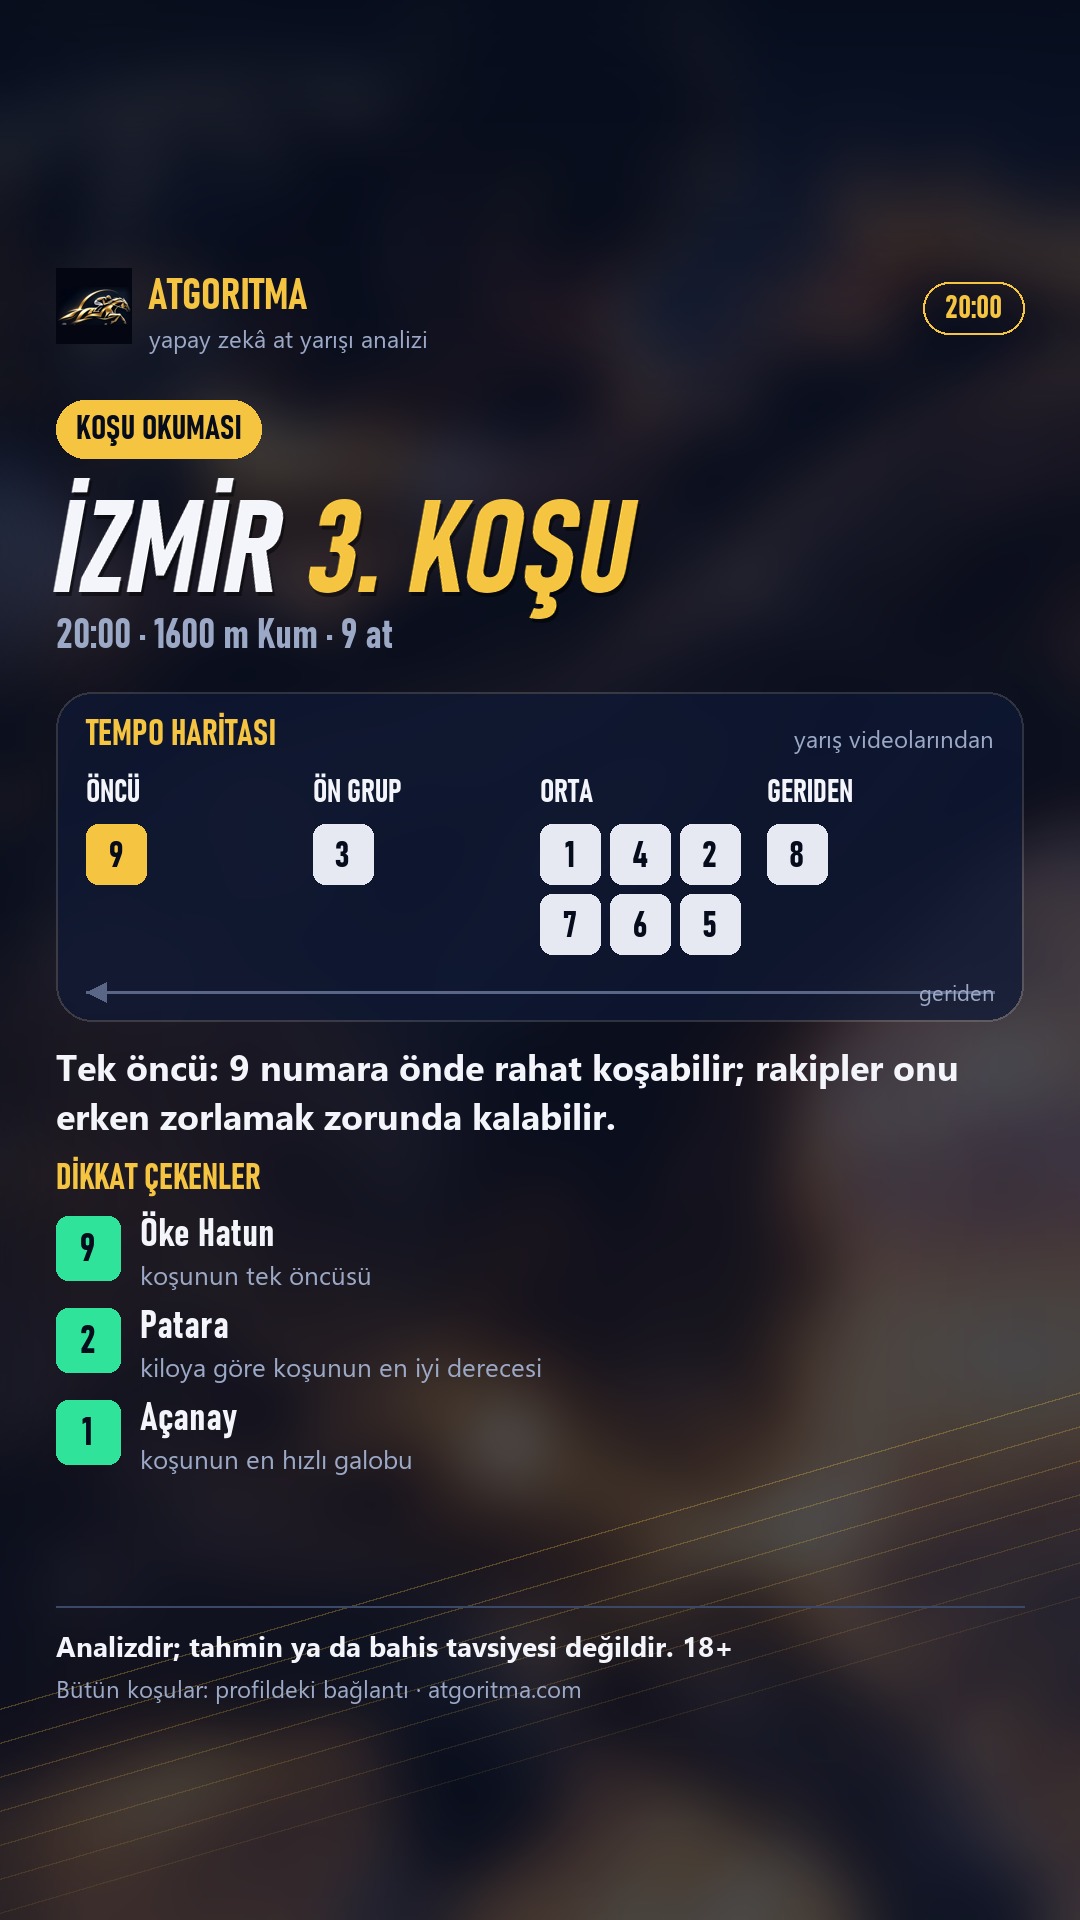 ATGORITMA
yapay zekâ at yarışı analizi
20:00
KOŞU OKUMASI
İZMİR 3. KOŞU
20:00 · 1600 m Kum · 9 at
TEMPO HARİTASI
yarış videolarından
ÖNCÜ ÖN GRUP ORTA GERIDEN
9 3 1 4 2 8
7 6 5
geriden
Tek öncü: 9 numara önde rahat koşabilir; rakipler onu
erken zorlamak zorunda kalabilir.
DİKKAT ÇEKENLER
9 Öke Hatun
koşunun tek öncüsü
2 Patara
kiloya göre koşunun en iyi derecesi
1 Açanay
koşunun en hızlı galobu
Analizdir; tahmin ya da bahis tavsiyesi değildir. 18+
Bütün koşular: profildeki bağlantı · atgoritma.com